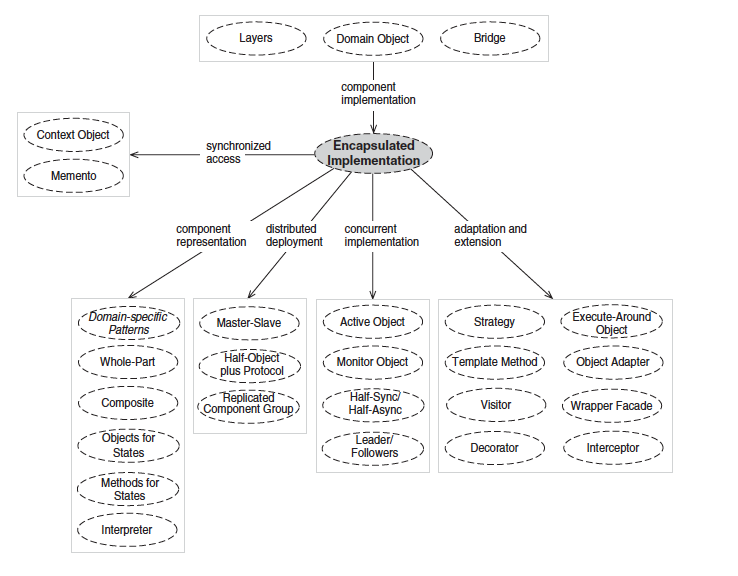 Layers
Domain Object
Bridge
component
implementation
Context Object
Memento
synchronized
access
Encapsulated
Implementation
component
representation
distributed
deployment
concurrent
implementation
adaptation and
extension
Domain-specific
Patterns
Whole-Part
Composite
Objects for
States
Methods for
States
Interpreter
Master-Slave
Half-Object
plus Protocol
Replicated
Component Group
Active Object
Monitor Object
Half-Sync/
Half-Async
Leader/
Followers
Strategy
Template Method
Visitor
Decorator
Execute-Around
Object
Object Adapter
Wrapper Facade
Interceptor